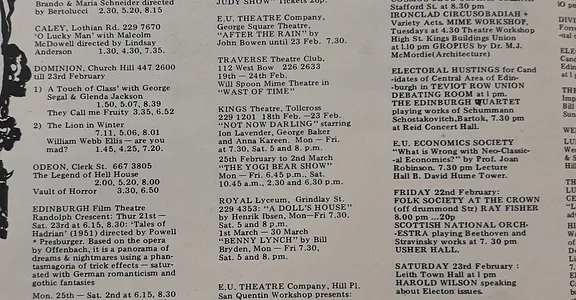 Brando & Maria Schneider directed
by Bertolucci 2.30, 5.20, 8.15
CALEY, Lothian Rd. 229 7670
'O Lucky Man' with Malcolm
McDowell directed by Lindsay
Anderson 1.30, 4.30, 7.35.
DOMINION, Church Hill 447 2600
till 23rd February
1) A Touch of Class' with George
Segal & Glenda Jackson
1.50, 5.07, 8.39
They Call me Fruity 3.35, 6.52
2) The Lion in Winter
7.11, 5.06, 8.01
William Webb Ellis — are you
mad? 1.45, 4.25, 7.20.
ODEON, Clerk St. 667 3805
The Legend of Hell House
2.00, 5.20, 8.00
Vault of Horror 3.30, 6.50
EDINBURGH Film Theatre
Randolph Crescent: Thur 21st —
Sat. 23rd at 6.15, 8.30: 'Tales of
Hoffman' (1951) directed by Powell
* Presburger. Based on the opera
by Offenbach, it is a panorama of
dreams & nightmares using a phan-
tasmagoria of trick effects — satur-
ated with German romanticism and
gothic fantasies
Mon. 25th — Sat. 2nd at 6.15, 8.30
JUDY SHOW" Tickets 20p.
E.U. THEATRE Company,
George Square Theatre
"AFTER THE RAIN" by
John Bowen until 23 Feb. 7.30.
TRAVERSE Theatre Club,
112 West Bow 226 2633
19th — 24th Feb.
Will Spoon Mime Theatre in
"WAST OF TIME"
KINGS Theatre, Tollcross
229 1201 18th Feb. —23 Feb.
"NOT NOW DARLING" starring
Ion Lavender, George Baker
and Anna Kareen. Mon — Fri.
at 7.30, Sat. 5 & 8. p.m.
25th February to 2nd March
"THE YOGI BEAR SHOW"
Mon — Fri. 6.45 p.m., Sat.
10.45 a.m., 2.30 and 6.30 p.m.
ROYAL Lyceum, Grindlay St.
229 4353: "A DOLL'S HOUSE"
by Henrik Ibsen, Mon—Fri 7.30.
Sat. 5 and 8 p.m.
1st March — 30 March
"BENNY LYNCH" by Bill
Bryden, Mon — Fri 7.30,
Sat. 5 and 8 p.m.
E.U. THEATRE Company, Hill Pl.
San Quentin Workshop presents:
Stafford St. at 8.30 pm
IRONCLAD CIRCUSOBADIAH +
Variety Acts. MIME WORKSHOP
Tuesdays at 4.30 Theatre Workshop
High St. Kings Buildings Union
at 1.10 pm GROPIUS by Dr. M.J.
McMordie(Architecture)
ELECTORAL HUSTINGS for Cand
-idates of Central Area of Edin-
-burgh in TEVIOT ROW UNION
DEBATING ROOM at 1 pm.
THE EDINBURGH QUARTET
playing works of Schummann
Schostakovitch, Bartok, 7.30 pm
at Reid Concert Hall.
E.U. ECONOMICS SOCIETY
"What is Wrong with Neo-Classic-
-al Economics?" by Prof. Joan
Robinson. 7.30 pm Lecture
Hall B. David Hume Tower.
FRIDAY 22nd February:
FOLK SOCIETY AT THE CROWN
(off drummond Str) RAY FISHER
8.00 pm ...20p
SCOTTISH NATIONAL ORCH-
-ESTRA playing Beethoven and
Stravinsky works at 7. 30 pm
USHER HALL.
SATURDAY 23rd February :
Leith Town Hall at 1 pm
HAROLD WILSON speaking
about Electon issues.